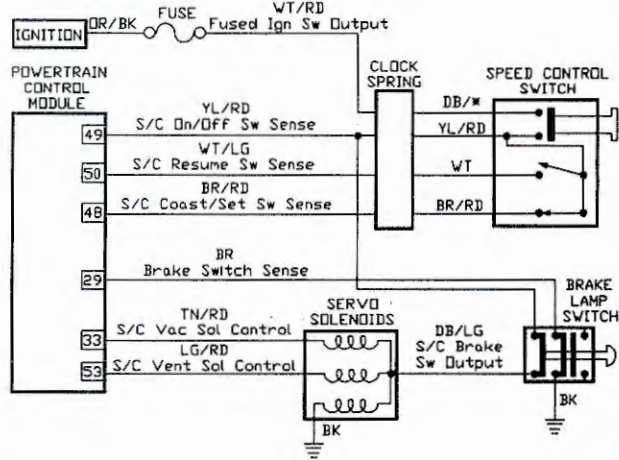 IGNITION
OR/BK
FUSE
WT/RD
Fused Ign Sw Output
POWERTRAIN
CONTROL
MODULE
CLOCK
SPRING
SPEED CONTROL
SWITCH
DB/*
YL/RD
49
YL/RD
S/C On/Off Sw Sense
50
WT/LG
S/C Resume Sw Sense
WT
48
BR/RD
S/C Coast/Set Sw Sense
BR/RD
29
BR
Brake Switch Sense
BRAKE
LAMP
SWITCH
SERVO
SOLENOIDS
33
TN/RD
S/C Vac Sol Control
53
LG/RD
S/C Vent Sol Control
DB/LG
S/C Brake
Sw Output
BK
BK